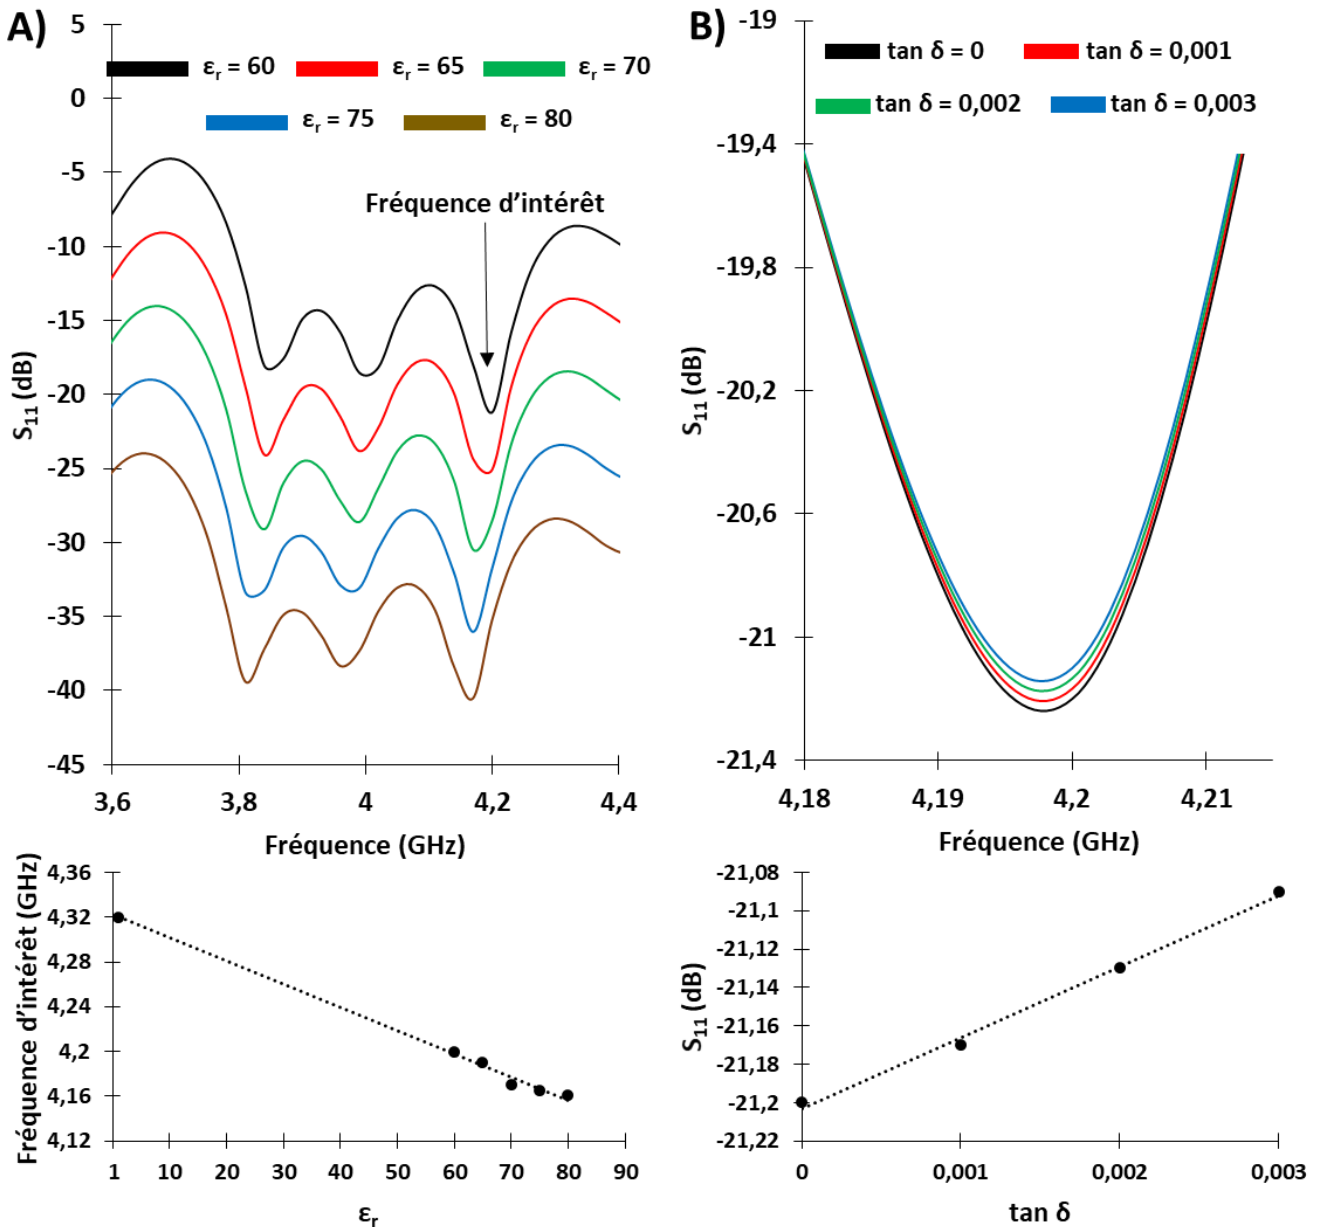 A)
5
0
-5
-10
-15
-20
-25
-30
-35
-40
-45
S11 (dB)
εr = 60
εr = 65
εr = 70
εr = 75
εr = 80
Fréquence d'intérêt
3,6
3,8
4
4,2
4,4
Fréquence (GHz)
B)
-19
-19,4
-19,8
-20,2
-20,6
-21
-21,4
S11 (dB)
tan δ = 0
tan δ = 0,001
tan δ = 0,002
tan δ = 0,003
4,18
4,19
4,2
4,21
Fréquence (GHz)
Fréquence d'intérêt (GHz)
4,36
4,32
4,28
4,24
4,2
4,16
4,12
1
10
20
30
40
50
60
70
80
90
εr
S11 (dB)
-21,08
-21,1
-21,12
-21,14
-21,16
-21,18
-21,2
-21,22
0
0,001
0,002
0,003
tan δ